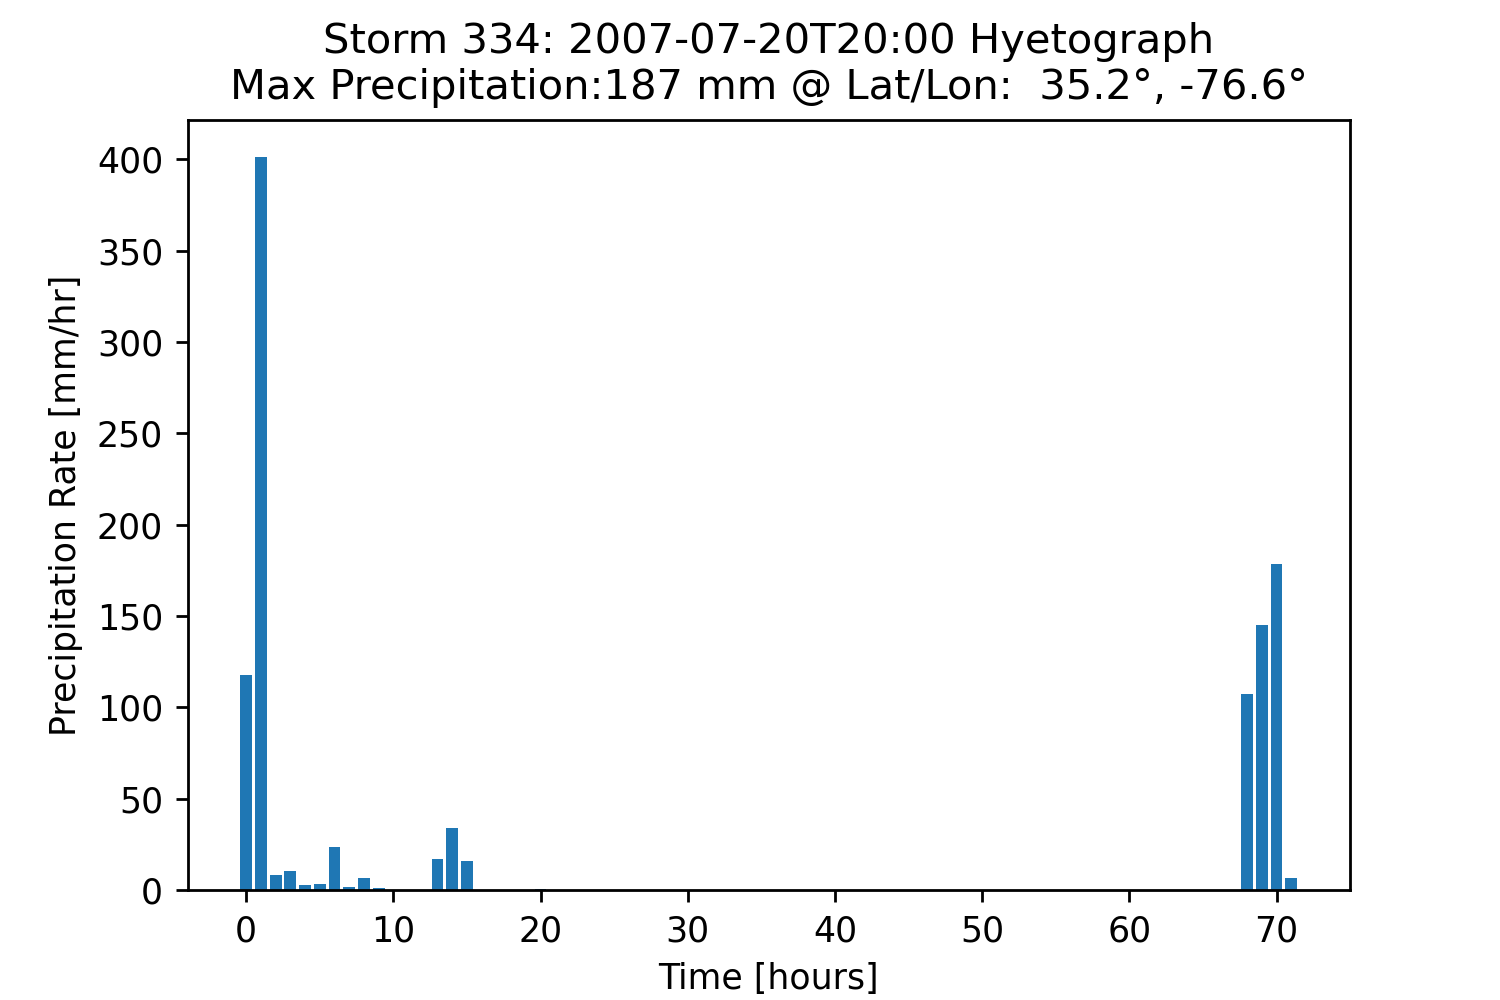 Storm 334: 2007-07-20T20:00 Hyetograph
Max Precipitation:187 mm @ Lat/Lon:  35.2°, -76.6°
Precipitation Rate [mm/hr]
400
350
300
250
200
150
100
50
0
0 10 20 30 40 50 60 70
Time [hours]